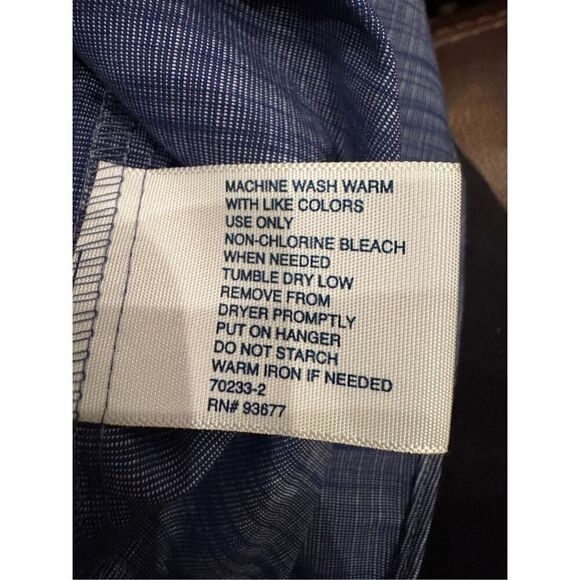 MACHINE WASH WARM
WITH LIKE COLORS
USE ONLY
NON-CHLORINE BLEACH
WHEN NEEDED
TUMBLE DRY LOW
REMOVE FROM
DRYER PROMPTLY
PUT ON HANGER
DO NOT STARCH
WARM IRON IF NEEDED
70233-2
RN# 93677